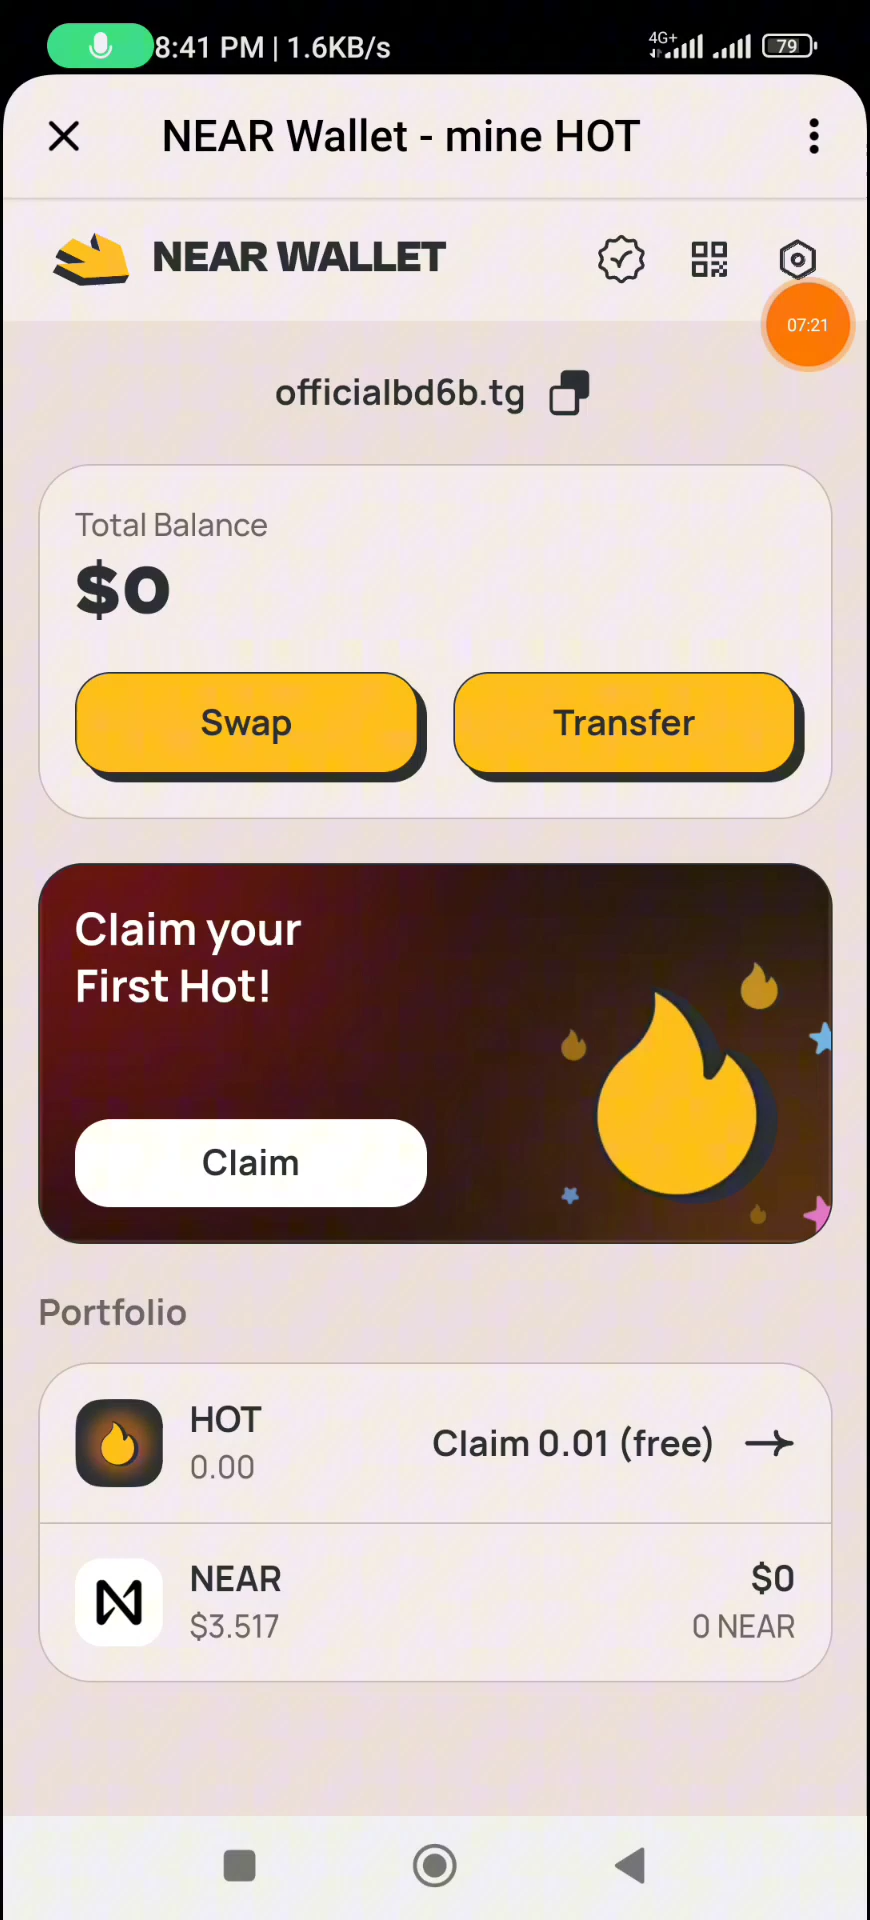 8:41 PM | 1.6KB/s 4G+ 79
NEAR Wallet - mine HOT
NEAR WALLET
07:21
officialbd6b.tg
Total Balance
$0
Swap Transfer
Claim your
First Hot!
Claim
Portfolio
HOT
0.00
Claim 0.01 (free)
NEAR
$3.517
$0
0 NEAR